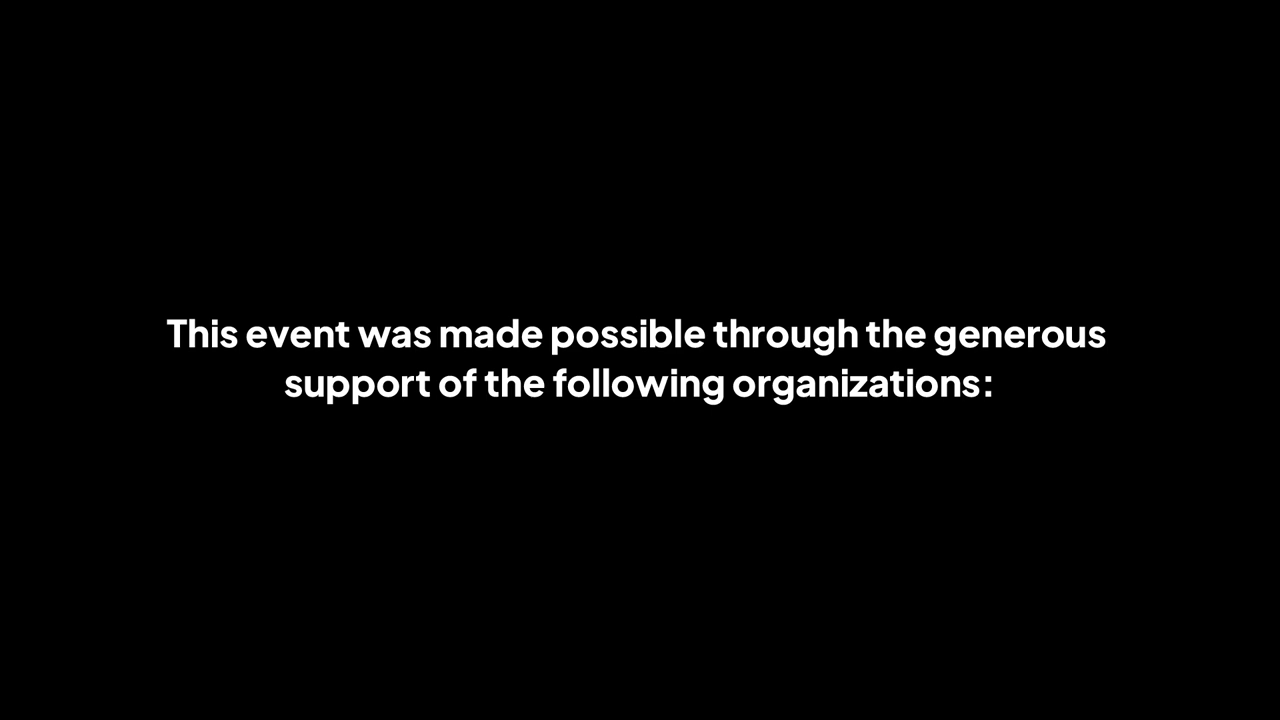 This event was made possible through the generous
support of the following organizations: